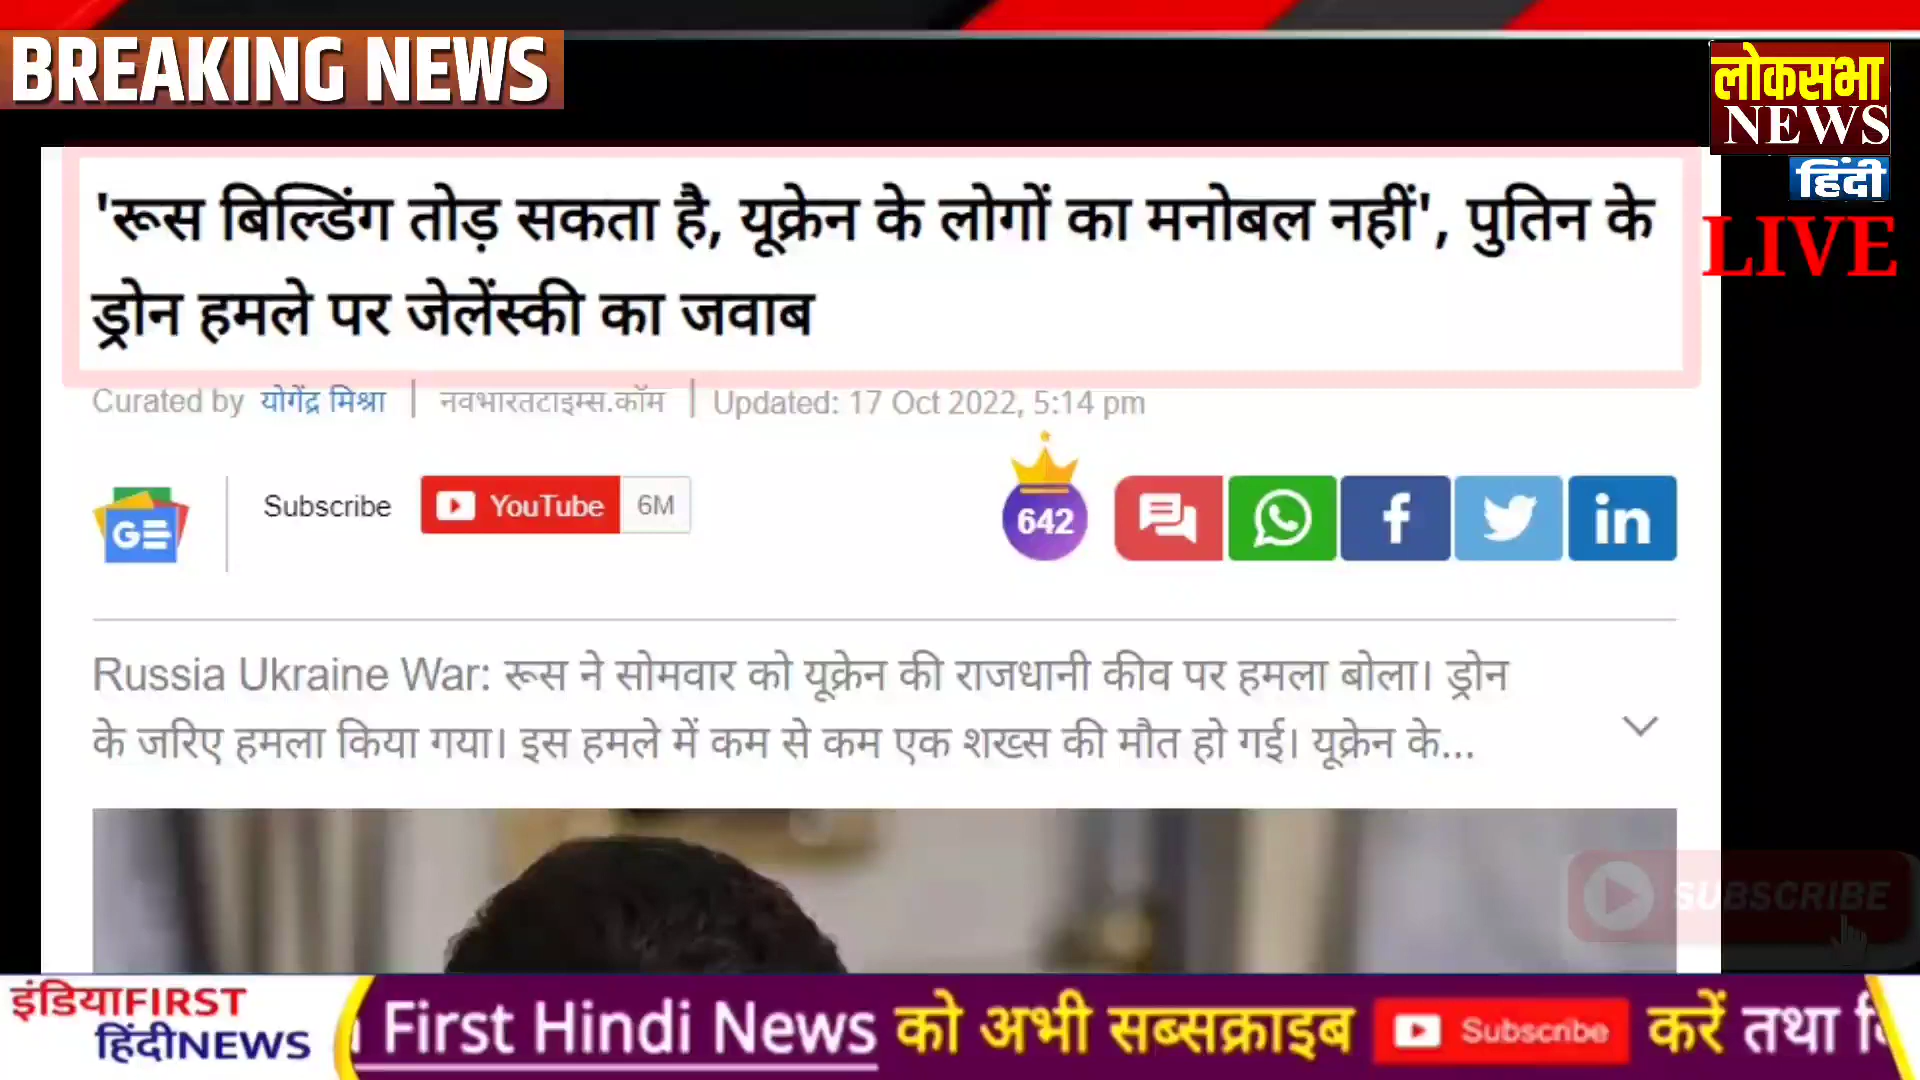 BREAKING NEWS
लोकसभा
NEWS
हिंदी
LIVE
'रूस बिल्डिंग तोड़ सकता है, यूक्रेन के लोगों का मनोबल नहीं', पुतिन के
ड्रोन हमले पर जेलेंस्की का जवाब
Curated by योगेंद्र मिश्रा | नवभारतटाइम्स.कॉम | Updated: 17 Oct 2022, 5:14 pm
GE
Subscribe
YouTube 6M
642
f
in
Russia Ukraine War: रूस ने सोमवार को यूक्रेन की राजधानी कीव पर हमला बोला। ड्रोन
के जरिए हमला किया गया। इस हमले में कम से कम एक शख्स की मौत हो गई। यूक्रेन के...
SUBSCRIBE
इंडियाFIRST
हिंदीNEWS
First Hindi News को अभी सब्सक्राइब Subscribe करें तथा